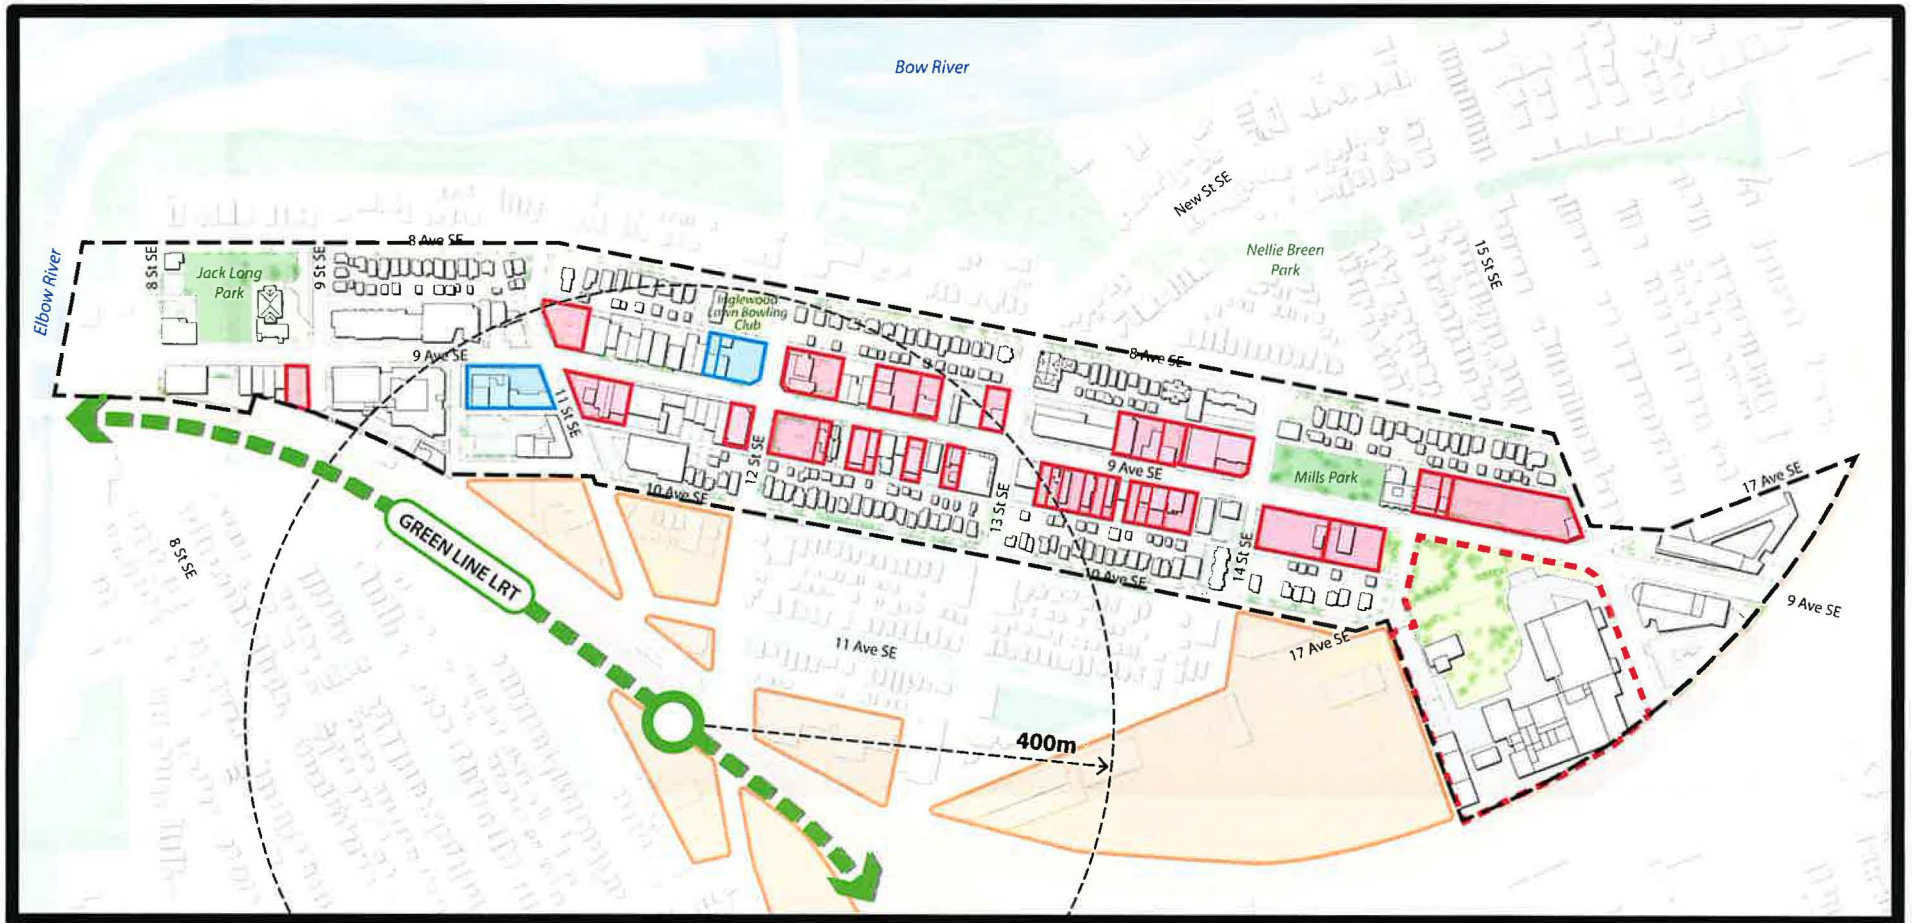 Bow River
New St SE
Elbow River
8 St SE
Jack Long
Park
9 St SE
8 Ave SE
Nellie Breen
Park
15 St SE
Inglewood
Lawn Bowling
Club
9 Ave SE
8 Ave SE
11 St SE
12 St SE
9 Ave SE
Mills Park
17 Ave SE
10 Ave SE
13 St SE
14 St SE
GREEN LINE LRT
8 St SE
10 Ave SE
9 Ave SE
11 Ave SE
17 Ave SE
400m